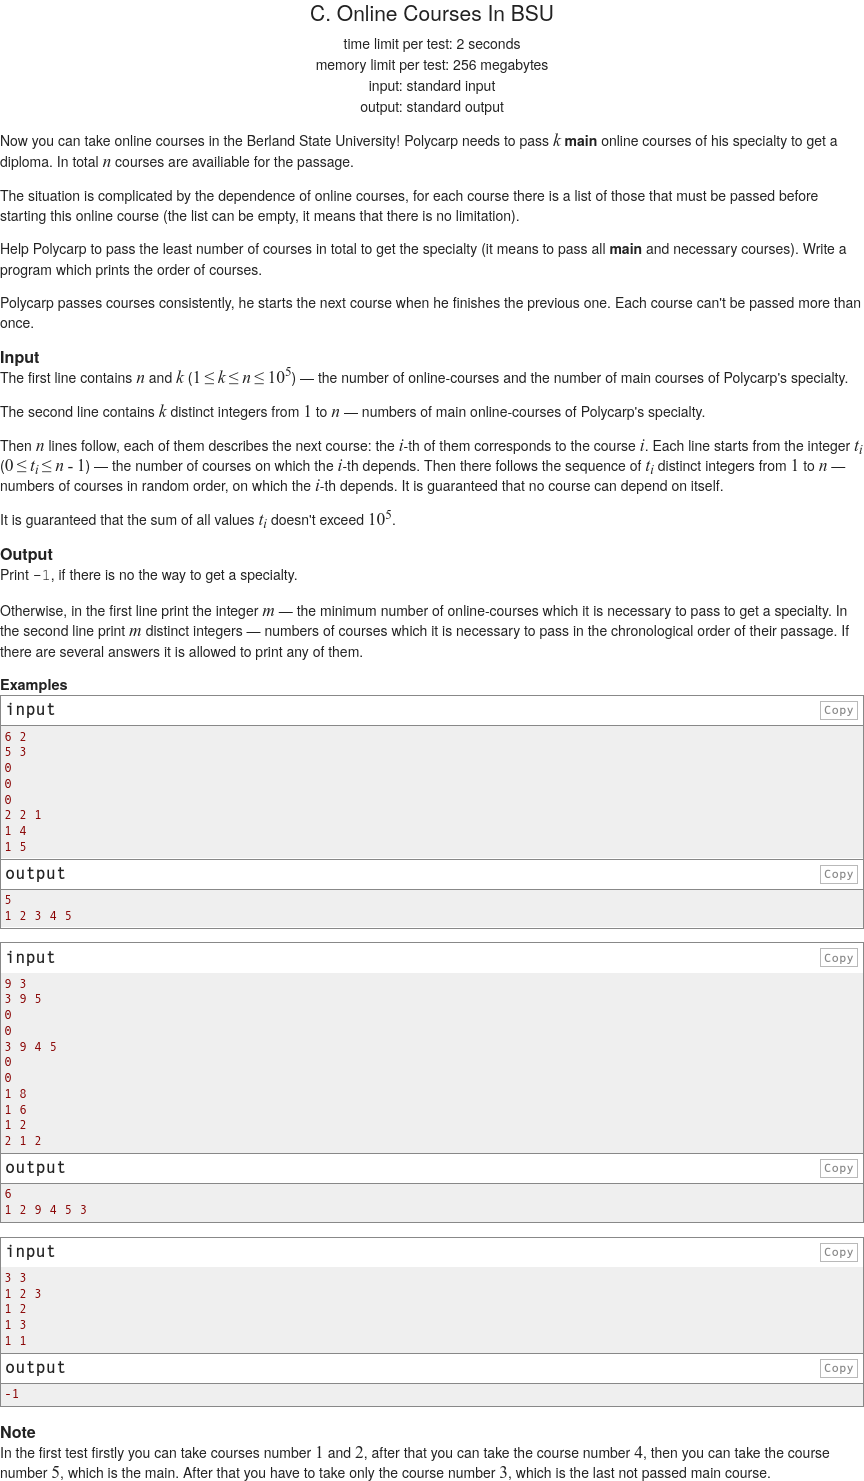 C. Online Courses In BSU
time limit per test: 2 seconds
memory limit per test: 256 megabytes
input: standard input
output: standard output
Now you can take online courses in the Berland State University! Polycarp needs to pass k main online courses of his specialty to get a
diploma. In total n courses are availiable for the passage.
The situation is complicated by the dependence of online courses, for each course there is a list of those that must be passed before
starting this online course (the list can be empty, it means that there is no limitation).
Help Polycarp to pass the least number of courses in total to get the specialty (it means to pass all main and necessary courses). Write a
program which prints the order of courses.
Polycarp passes courses consistently, he starts the next course when he finishes the previous one. Each course can't be passed more than
once.
Input
The first line contains n and k (1 ≤ k ≤ n ≤ 10^5) — the number of online-courses and the number of main courses of Polycarp's specialty.
The second line contains k distinct integers from 1 to n — numbers of main online-courses of Polycarp's specialty.
Then n lines follow, each of them describes the next course: the i-th of them corresponds to the course i. Each line starts from the integer t_i
(0 ≤ t_i ≤ n - 1) — the number of courses on which the i-th depends. Then there follows the sequence of t_i distinct integers from 1 to n —
numbers of courses in random order, on which the i-th depends. It is guaranteed that no course can depend on itself.
It is guaranteed that the sum of all values t_i doesn't exceed 10^5.
Output
Print -1, if there is no the way to get a specialty.
Otherwise, in the first line print the integer m — the minimum number of online-courses which it is necessary to pass to get a specialty. In
the second line print m distinct integers — numbers of courses which it is necessary to pass in the chronological order of their passage. If
there are several answers it is allowed to print any of them.
Examples
input Copy
6 2
5 3
0
0
0
2 2 1
1 4
1 5
output Copy
5
1 2 3 4 5
input Copy
9 3
3 9 5
0
0
3 9 4 5
0
0
1 8
1 6
1 2
2 1 2
output Copy
6
1 2 9 4 5 3
input Copy
3 3
1 2 3
1 2
1 3
1 1
output Copy
-1
Note
In the first test firstly you can take courses number 1 and 2, after that you can take the course number 4, then you can take the course
number 5, which is the main. After that you have to take only the course number 3, which is the last not passed main course.